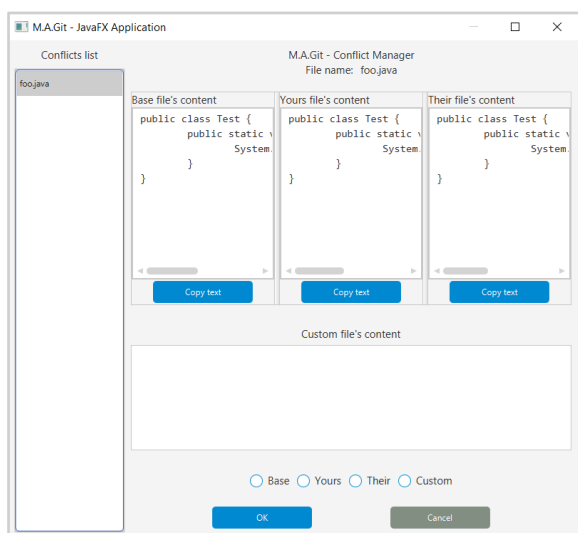 M.A.Git - JavaFX Application
Conflicts list
foo.java
M.A.Git - Conflict Manager
File name: foo.java
Base file's content
public class Test {
public static
System.
}
}
Copy text
Yours file's content
public class Test {
public static
System.
}
}
Copy text
Their file's content
public class Test {
public static
System.
}
}
Copy text
Custom file's content
Base Yours Their Custom
OK Cancel